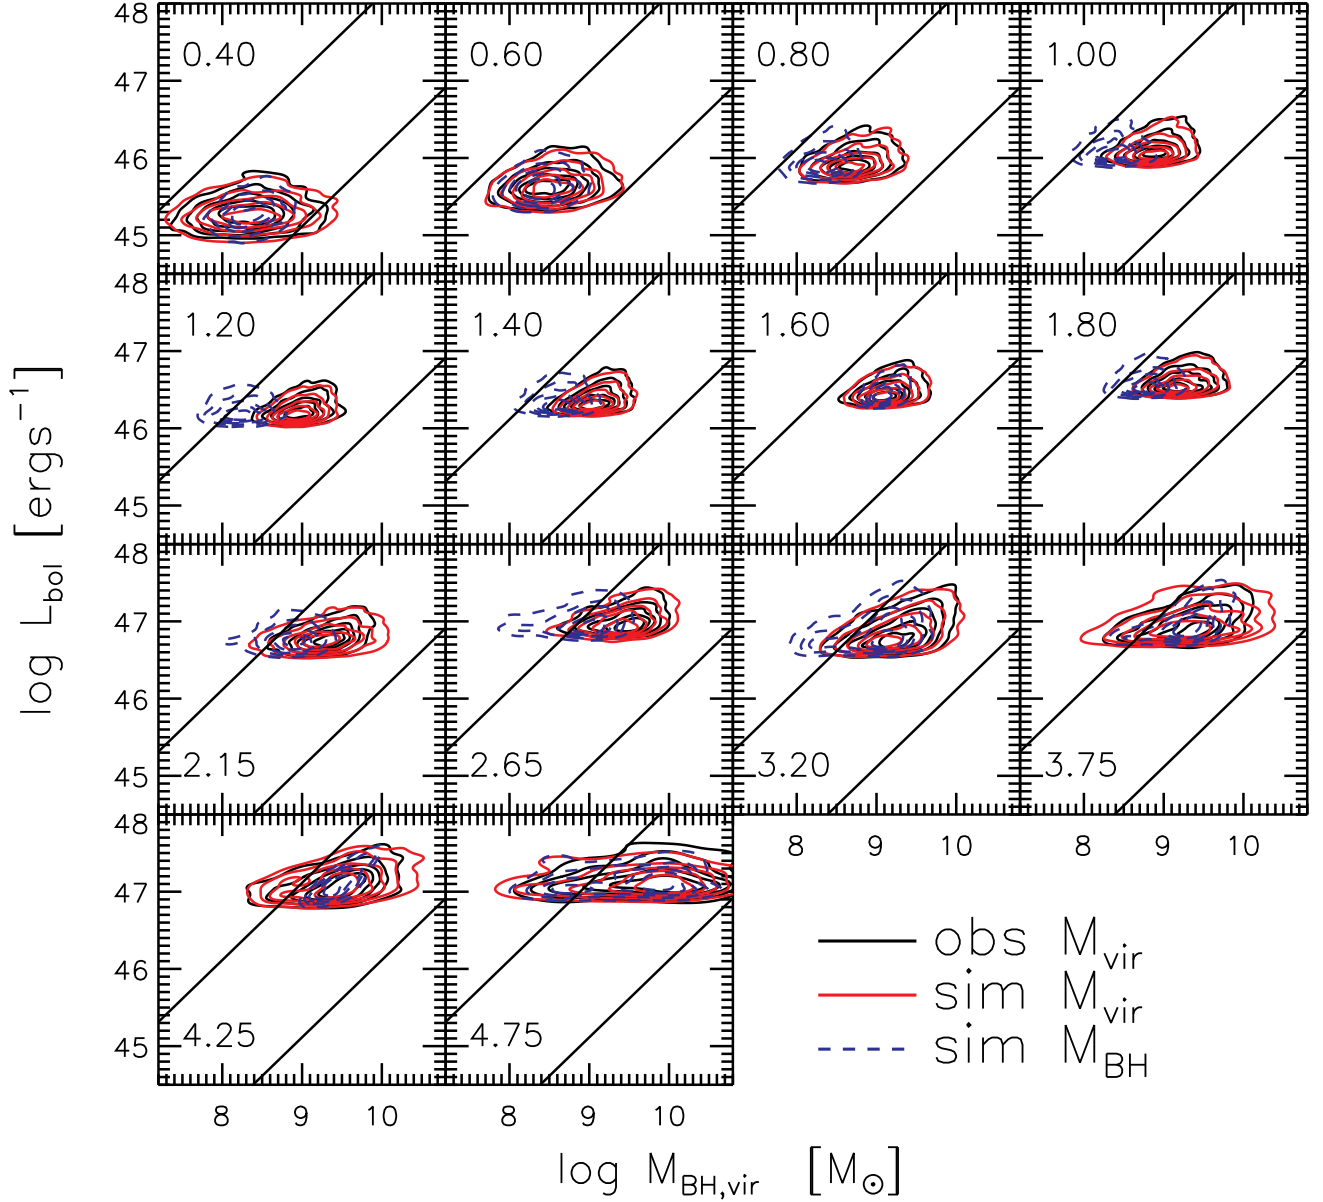 48 0.40 0.60 0.80 1.00
47
46
45
48
1.20 1.40 1.60 1.80
47
46
45
48
47
46
2.15 2.65 3.20 3.75
45
48
8 9 10 8 9 10
47
obs M_vir
46
sim M_vir
4.25 4.75
sim M_BH
45
8 9 10 8 9 10
log L_bol [ergs^−1]
log M_BH,vir [M_⊙]